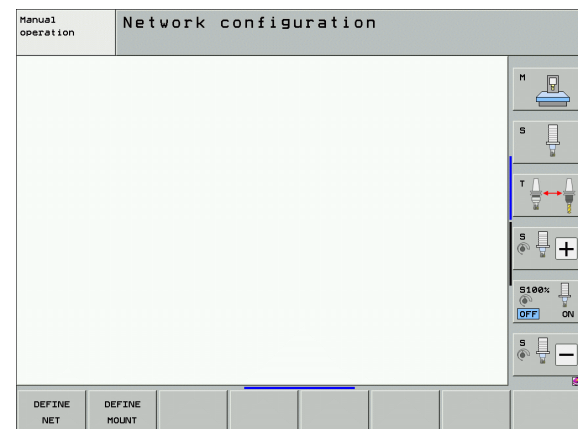 Manual
operation
Network configuration
M
S
T
S
S100%
OFF ON
S
DEFINE
NET
DEFINE
MOUNT